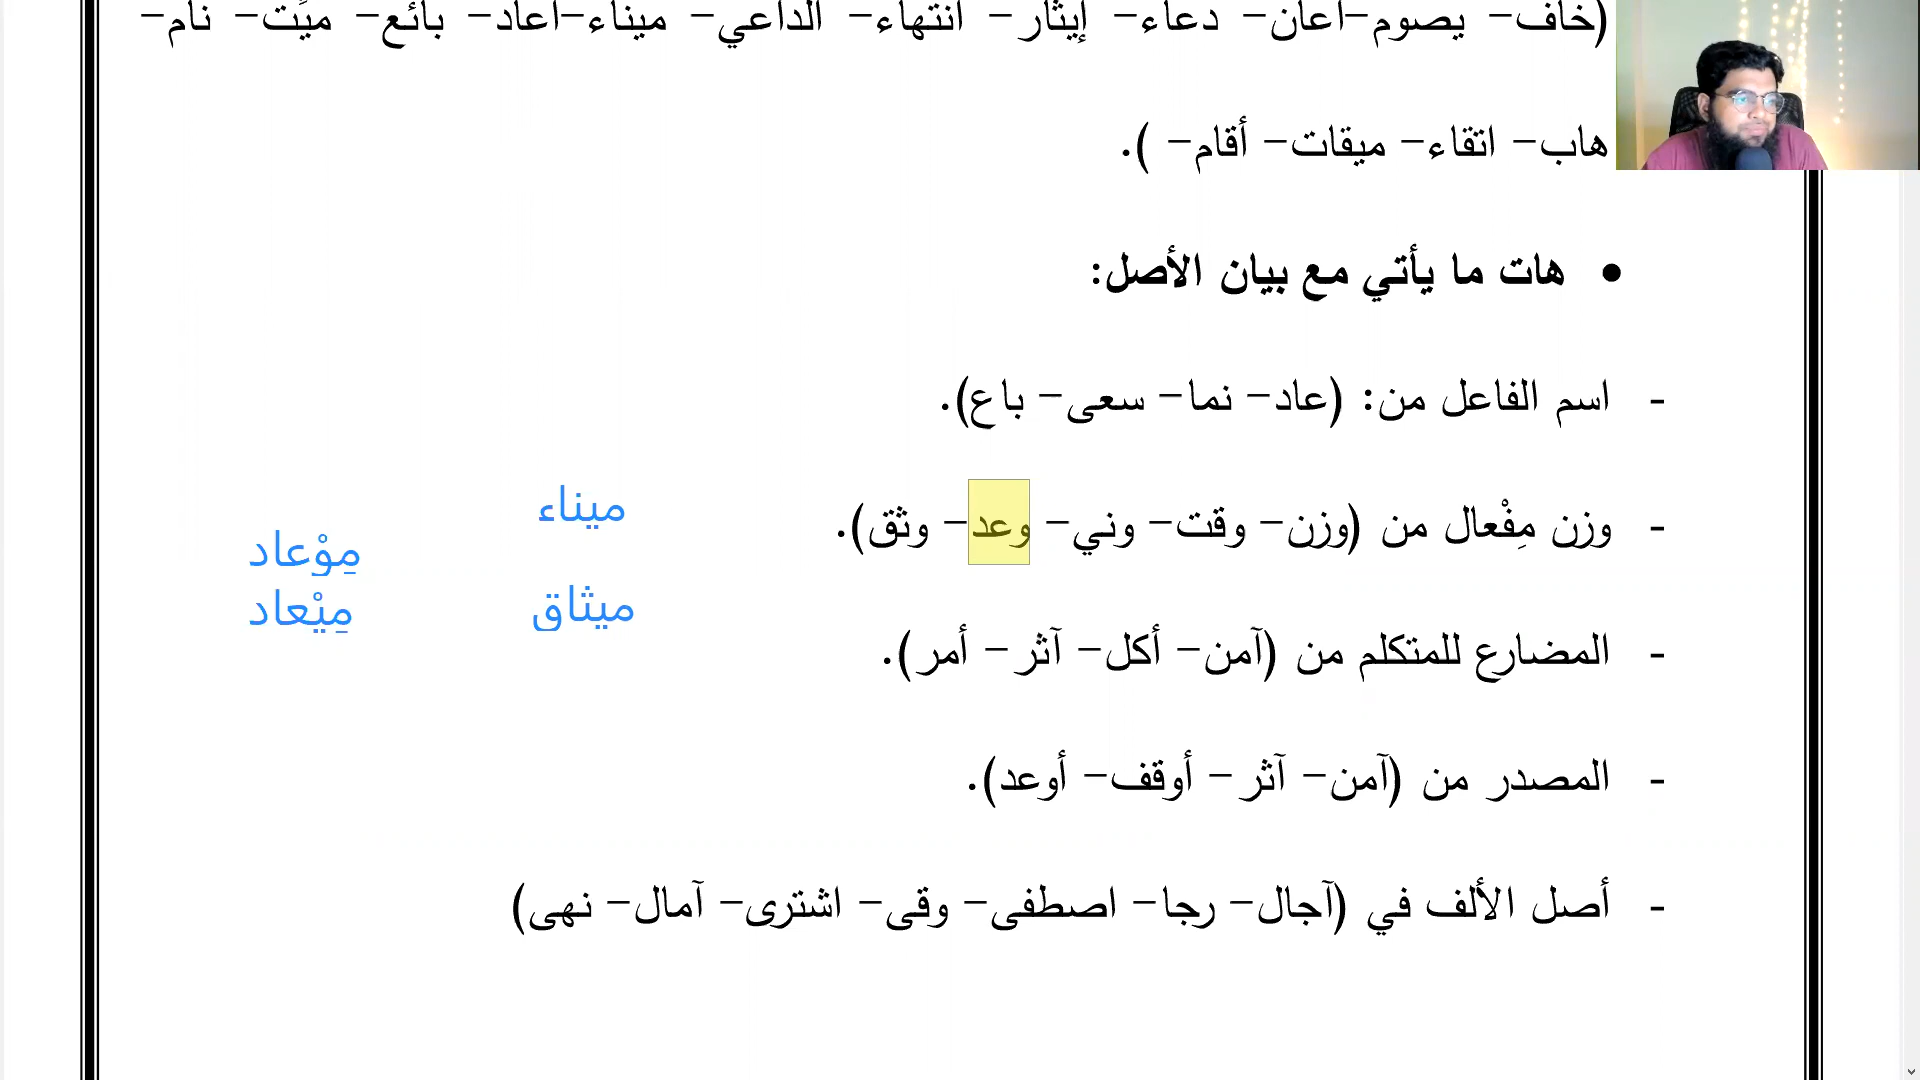 (خاف– يصوم–أعان– دعاء– إيثار– انتهاء– الداعي– ميناء–أعاد– بائع– ميِّت– نام–
هاب– اتقاء– ميقات– أقام– ).
• هات ما يأتي مع بيان الأصل:
- اسم الفاعل من: (عاد– نما– سعى– باع).
- وزن مِفْعال من (وزن– وقت– وني– وعد– وثق).
ميناء
مِوْعاد
ميثاق
مِيْعاد
- المضارع للمتكلم من (آمن– أكل– آثر– أمر).
- المصدر من (آمن– آثر– أوقف– أوعد).
- أصل الألف في (آجال– رجا– اصطفى– وقى– اشترى– آمال– نهى)